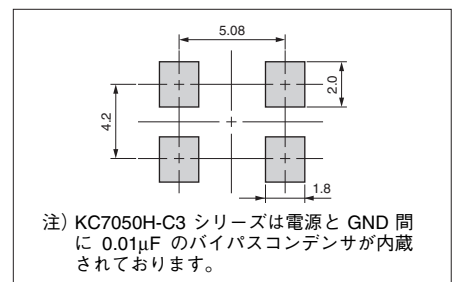 5.08
2.0
4.2
1.8
注) KC7050H-C3 シリーズは電源と GND 間
に 0.01μF のバイパスコンデンサが内蔵
されております。